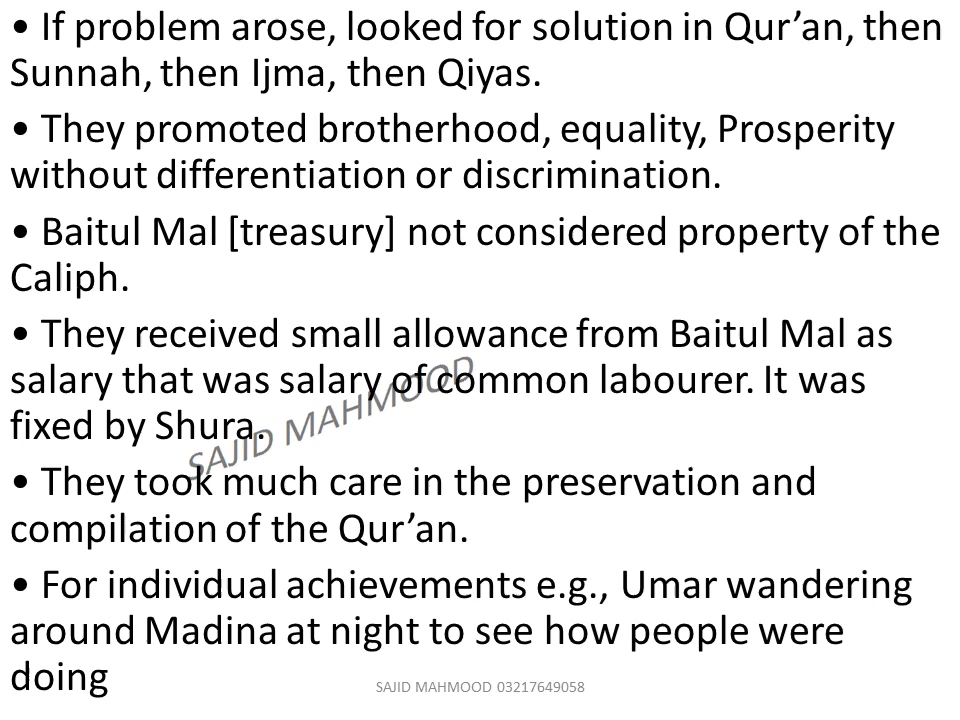 • If problem arose, looked for solution in Qur’an, then
Sunnah, then Ijma, then Qiyas.
• They promoted brotherhood, equality, Prosperity
without differentiation or discrimination.
• Baitul Mal [treasury] not considered property of the
Caliph.
• They received small allowance from Baitul Mal as
salary that was salary of common labourer. It was
fixed by Shura.
SAJID MAHMOOD
• They took much care in the preservation and
compilation of the Qur’an.
• For individual achievements e.g., Umar wandering
around Madina at night to see how people were
doing
SAJID MAHMOOD 03217649058